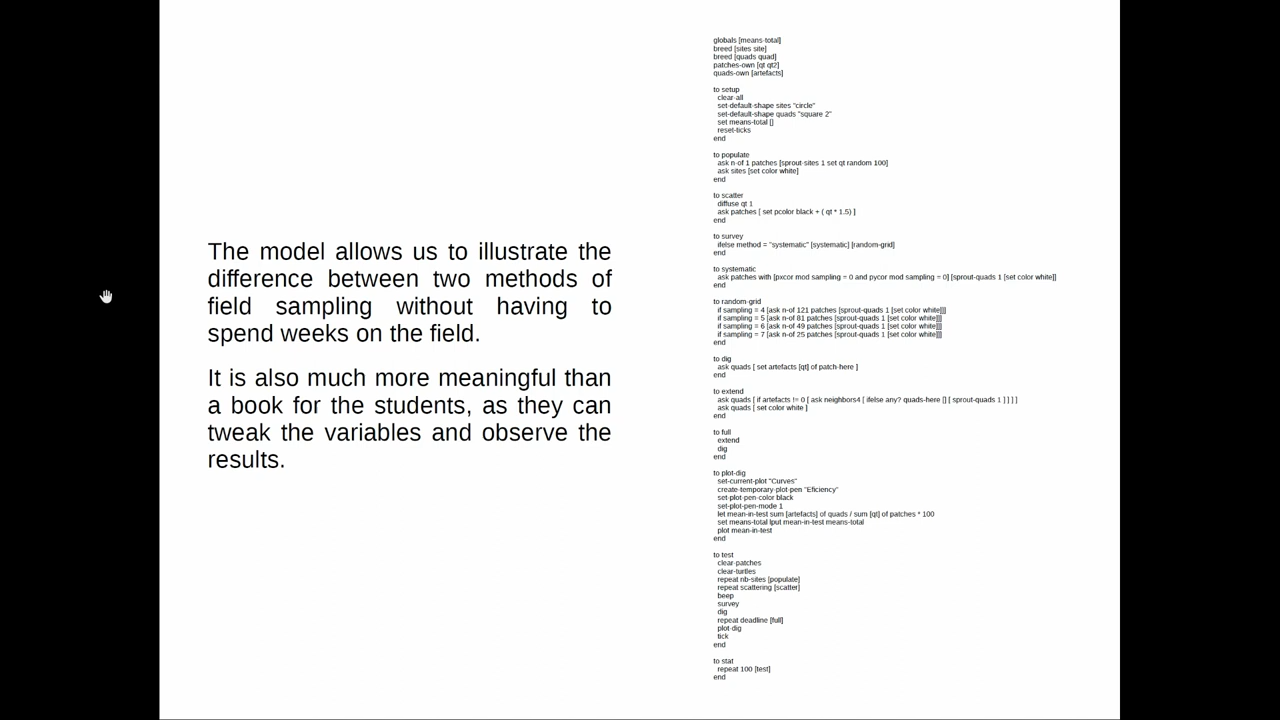 The model allows us to illustrate the
difference between two methods of
field sampling without having to
spend weeks on the field.
It is also much more meaningful than
a book for the students, as they can
tweak the variables and observe the
results.
globals [means-total]
breed [sites site]
breed [quads quad]
patches-own [qt qt2]
quads-own [artefacts]
to setup
clear-all
set-default-shape sites "circle"
set-default-shape quads "square 2"
set means-total []
reset-ticks
end
to populate
ask n-of 1 patches [sprout-sites 1 set qt random 100]
ask sites [set color white]
end
to scatter
diffuse qt 1
ask patches [ set pcolor black + ( qt * 1.5) ]
end
to survey
ifelse method = "systematic" [systematic] [random-grid]
end
to systematic
ask patches with [pxcor mod sampling = 0 and pycor mod sampling = 0] [sprout-quads 1 [set color white]]
end
to random-grid
if sampling = 4 [ask n-of 121 patches [sprout-quads 1 [set color white]]]
if sampling = 5 [ask n-of 81 patches [sprout-quads 1 [set color white]]]
if sampling = 6 [ask n-of 49 patches [sprout-quads 1 [set color white]]]
if sampling = 7 [ask n-of 25 patches [sprout-quads 1 [set color white]]]
end
to dig
ask quads [ set artefacts [qt] of patch-here ]
end
to extend
ask quads [ if artefacts != 0 [ ask neighbors4 [ ifelse any? quads-here [] [ sprout-quads 1 ] ] ] ]
ask quads [ set color white ]
end
to full
extend
dig
end
to plot-dig
set-current-plot "Curves"
create-temporary-plot-pen "Eficiency"
set-plot-pen-color black
set-plot-pen-mode 1
let mean-in-test sum [artefacts] of quads / sum [qt] of patches * 100
set means-total lput mean-in-test means-total
plot mean-in-test
end
to test
clear-patches
clear-turtles
repeat nb-sites [populate]
repeat scattering [scatter]
beep
survey
dig
repeat deadline [full]
plot-dig
tick
end
to stat
repeat 100 [test]
end